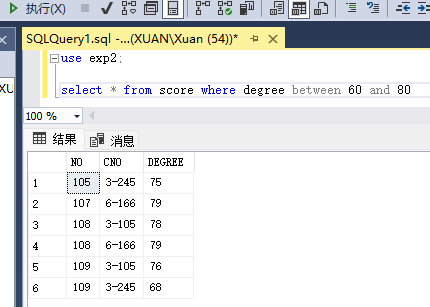 执行(X)
SQLQuery1.sql -...(XUAN\Xuan (54))*
use exp2;
select * from score where degree between 60 and 80
100 %
结果 消息
NO CNO DEGREE
1 105 3-245 75
2 107 6-166 79
3 108 3-105 78
4 108 6-166 79
5 109 3-105 76
6 109 3-245 68